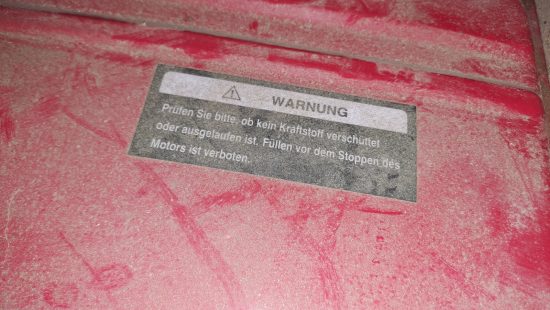 WARNUNG
Prüfen Sie bitte, ob kein Kraftstoff verschüttet
oder ausgelaufen ist. Füllen vor dem Stoppen des
Motors ist verboten.